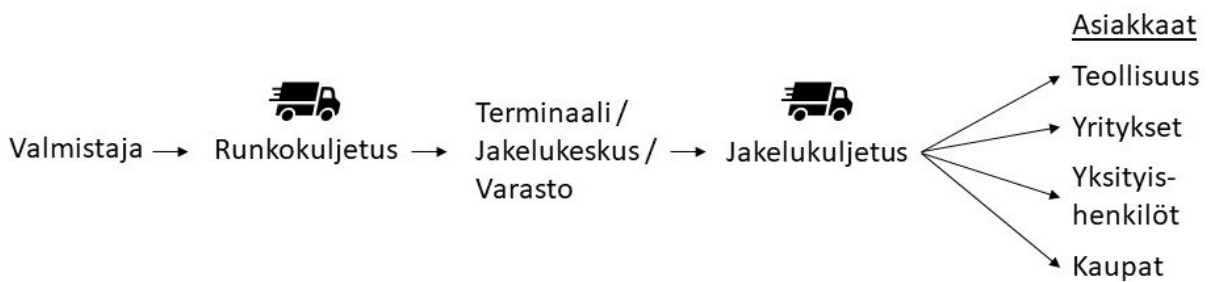 Valmistaja
Runkokuljetus
Terminaali /
Jakelukeskus /
Varasto
Jakelukuljetus
Asiakkaat
Teollisuus
Yritykset
Yksityis-
henkilöt
Kaupat